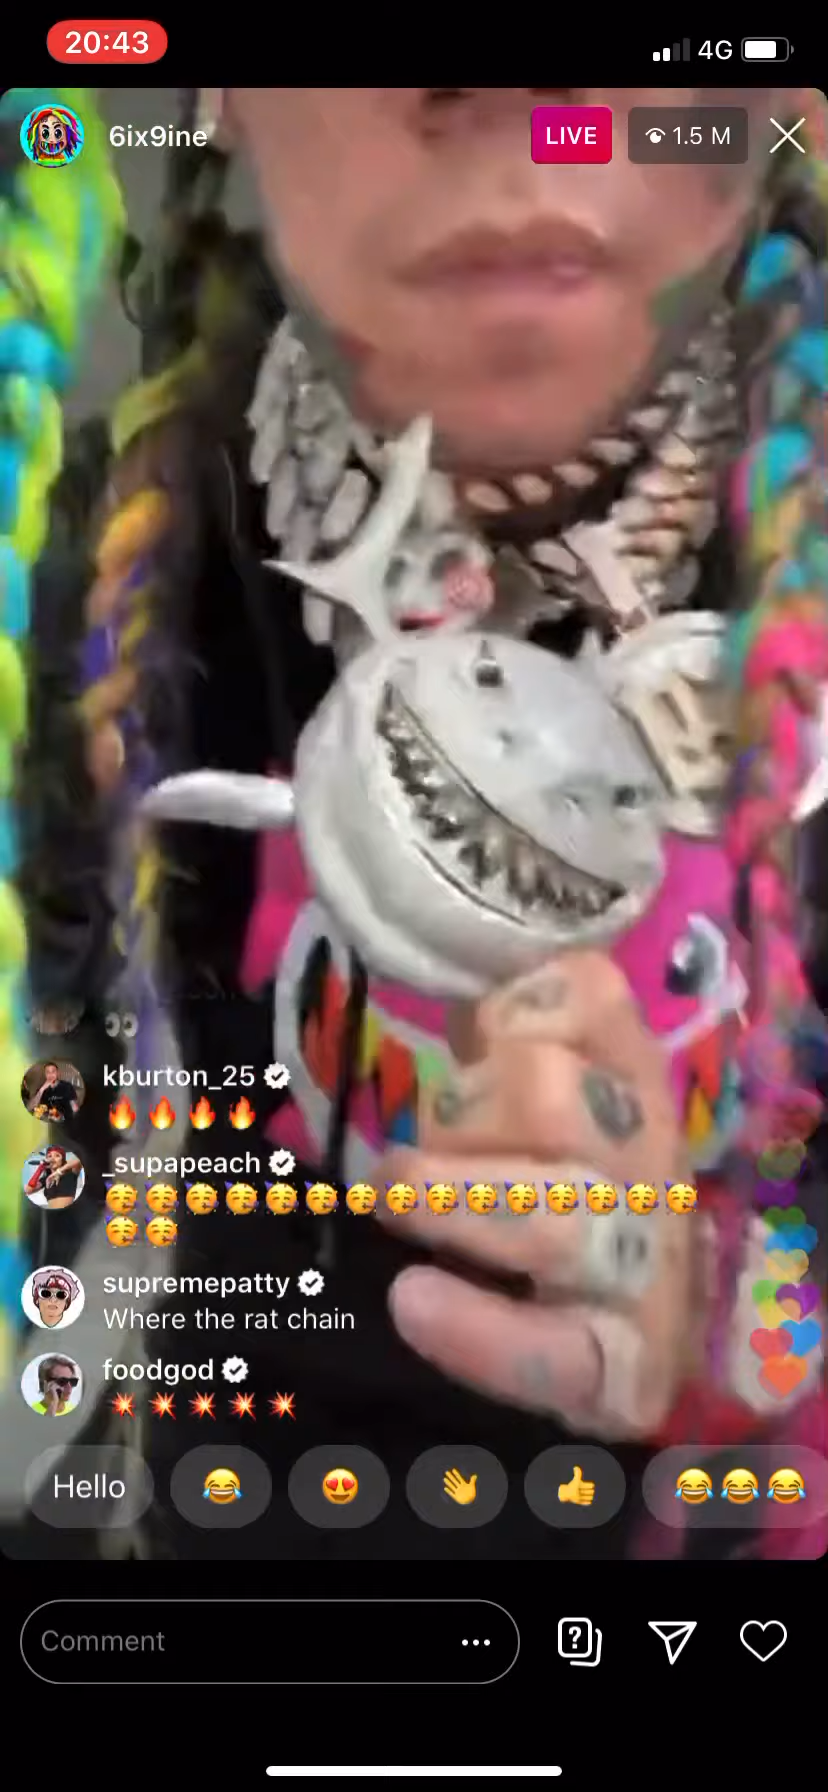 20:43
4G
6ix9ine
LIVE
1.5 M
kburton_25
_supapeach
supremepatty
Where the rat chain
foodgod
Hello
Comment